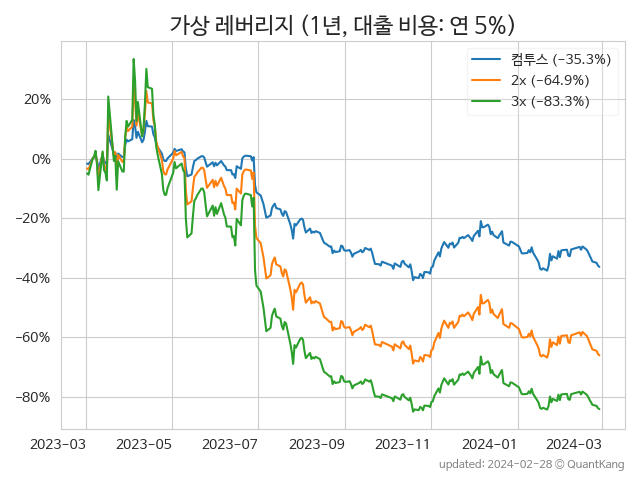 가상 레버리지 (1년, 대출 비용: 연 5%)
컴투스 (−35.3%)
2x (−64.9%)
3x (−83.3%)
20%
0%
−20%
−40%
−60%
−80%
2023-03 2023-05 2023-07 2023-09 2023-11 2024-01 2024-03
updated: 2024-02-28 © QuantKang